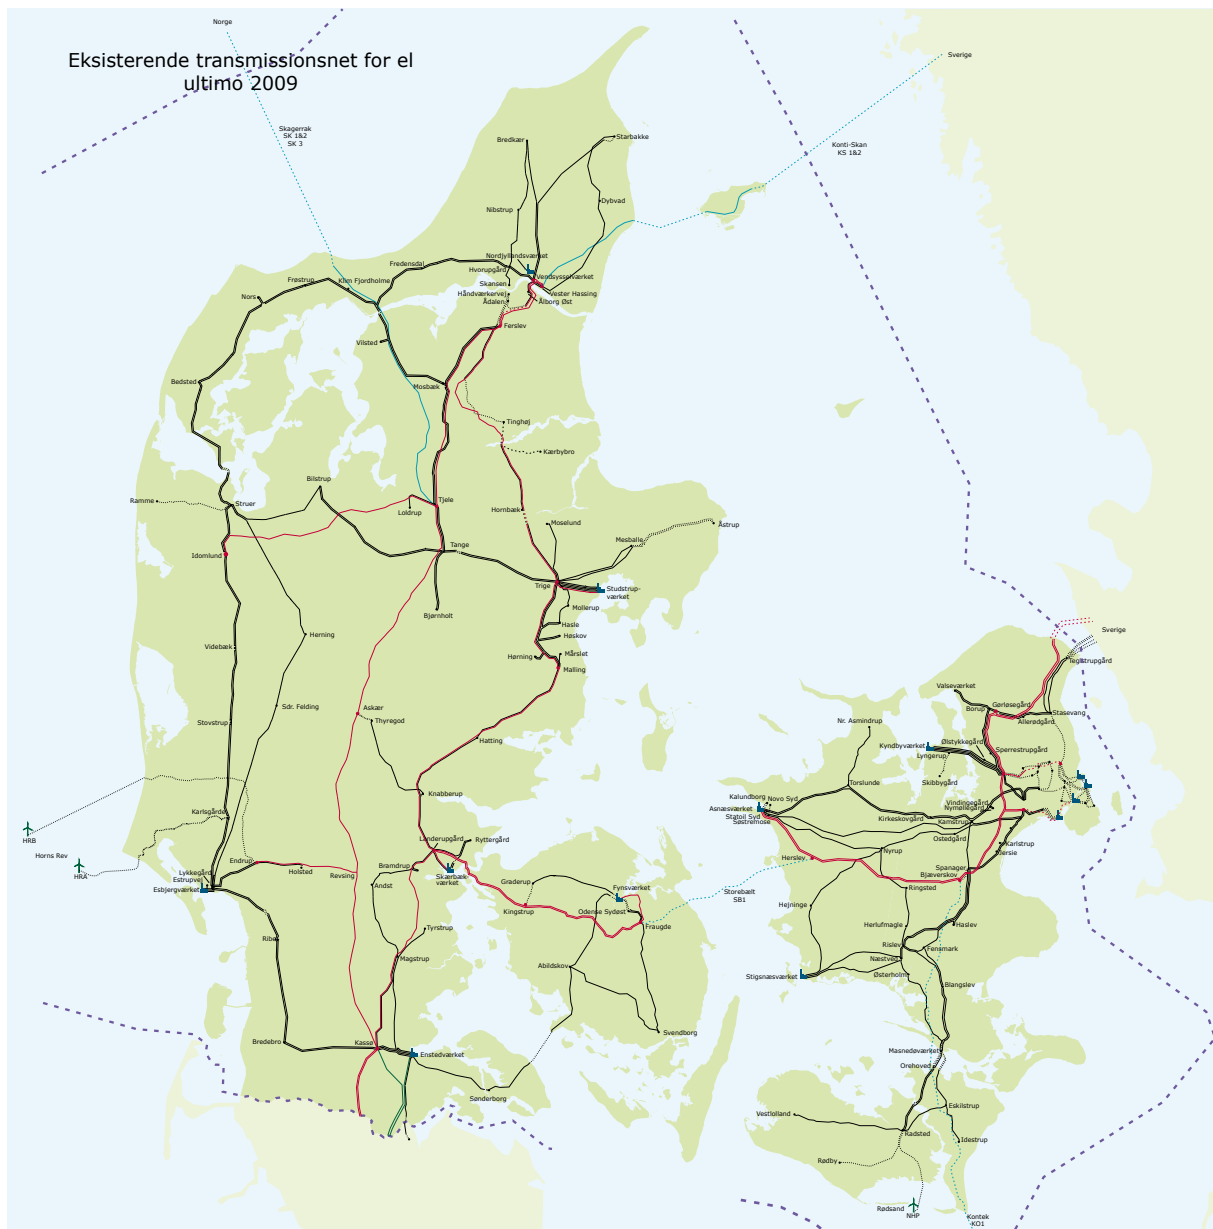 Norge
Eksisterende transmissionsnet for el
ultimo 2009
Sverige
Skagerrak
SK 1&2
SK 3
Konti-Skan
KS 1&2
Bredkær
Starbakke
Dybvad
Nibstrup
Nordjyllandsværket
Fredensdal
Hvorupgård
Vendsysselværket
Frøstrup
Klim Fjordholme
Skansen
Håndværkervej
Vester Hassing
Ådalen
Ålborg Øst
Nors
Ferslev
Vilsted
Bedsted
Mosbæk
Tinghøj
Kærbybro
Bilstrup
Ramme
Struer
Tjele
Loldrup
Hornbæk
Moselund
Åstrup
Mesballe
Tange
Idomlund
Trige
Studstrup-
værket
Mollerup
Bjørnholt
Hasle
Herning
Høskov
Videbæk
Hørning
Mårslet
Malling
Sverige
Teglstrupgård
Valseværket
Sdr. Felding
Askær
Thyregod
Stovstrup
Hatting
Gørløsegård
Borup
Stasevang
Allerødgård
Nr. Asmindrup
Ølstykkegård
Kyndbyværket
Lyngerup
Sperrestrupgård
Skibbygård
Torslunde
Knabberup
Kalundborg
Novo Syd
Asnæsværket
Statoil Syd
Søstremose
Vindingegård
Nymøllegård
Kirkeskovgård
Kamstrup
Karlsgårde
HRB
Ostedgård
Karlstrup
Jersie
Landerupgård
Ryttergård
Horns Rev
HRA
Endrup
Holsted
Revsing
Bramdrup
Skærbæk-
værket
Herslev
Nyrup
Spanager
Bjæverskov
Lykkegård
Estrupvej
Esbjergværket
Andst
Graderup
Fynsværket
Storebælt
SB1
Ringsted
Kingstrup
Odense Sydøst
Hejninge
Fraugde
Herlufmagle
Haslev
Tyrstrup
Ribe
Rislev
Fensmark
Næstved
Magstrup
Abildskov
Stigsnæsværket
Østerholm
Blangslev
Svendborg
Bredebro
Kassø
Enstedværket
Masnedøværket
Orehoved
Sønderborg
Eskilstrup
Vestlolland
Radsted
Idestrup
Rødby
Rødsand
NHP
Kontek
KO1